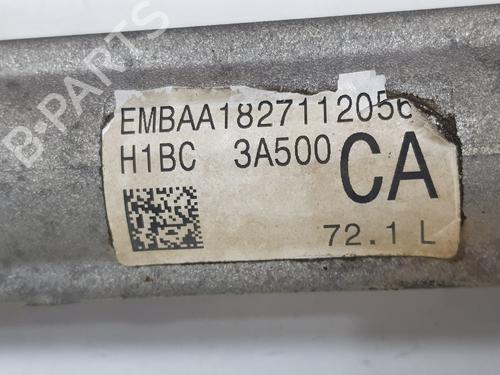 B-PARTS
EMBAA1827112056
H1BC 3A500 CA
72.1 L